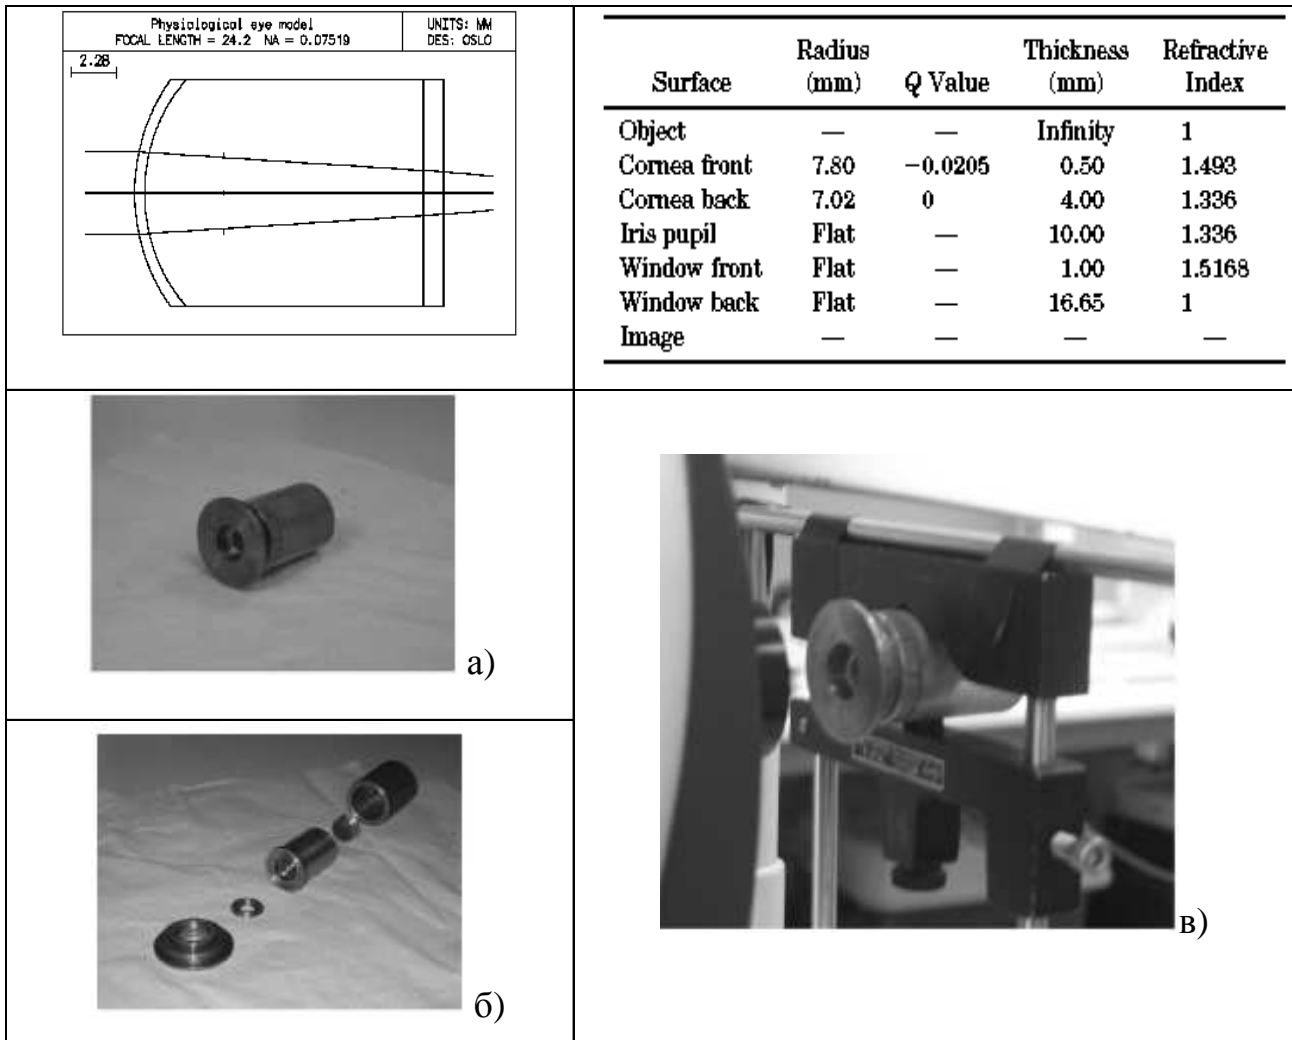 Physiological eye model
FOCAL LENGTH = 24.2 NA = 0.07519
UNITS: MM
DES: OSLO
2.28
Surface Radius (mm) Q Value Thickness (mm) Refractive Index
Object — — Infinity 1
Cornea front 7.80 −0.0205 0.50 1.493
Cornea back 7.02 0 4.00 1.336
Iris pupil Flat — 10.00 1.336
Window front Flat — 1.00 1.5168
Window back Flat — 16.65 1
Image — — — —
а)
б)
в)